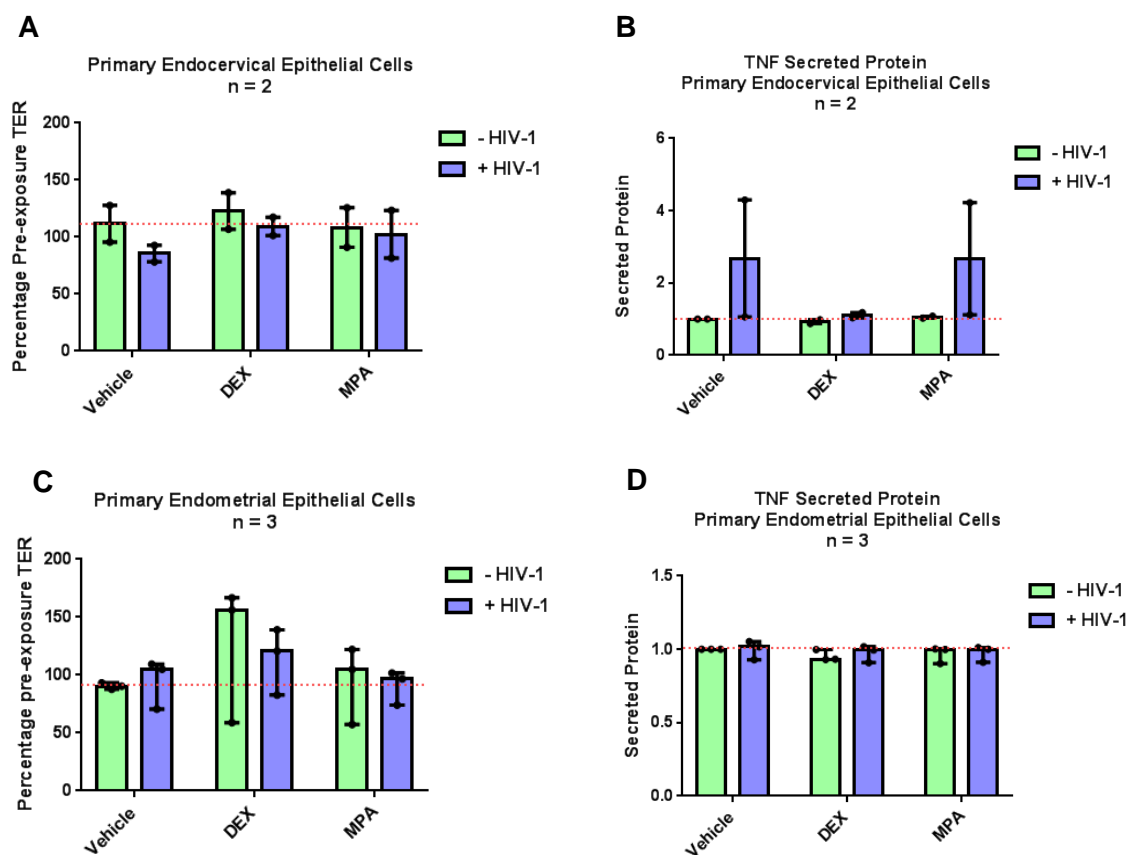 A
Primary Endocervical Epithelial Cells
n = 2
Percentage Pre-exposure TER
200
150
100
50
0
Vehicle
DEX
MPA
- HIV-1
+ HIV-1
B
TNF Secreted Protein
Primary Endocervical Epithelial Cells
n = 2
Secreted Protein
6
4
2
0
Vehicle
DEX
MPA
- HIV-1
+ HIV-1
C
Primary Endometrial Epithelial Cells
n = 3
Percentage pre-exposure TER
200
150
100
50
0
Vehicle
DEX
MPA
- HIV-1
+ HIV-1
D
TNF Secreted Protein
Primary Endometrial Epithelial Cells
n = 3
Secreted Protein
1.5
1.0
0.5
0.0
Vehicle
DEX
MPA
- HIV-1
+ HIV-1